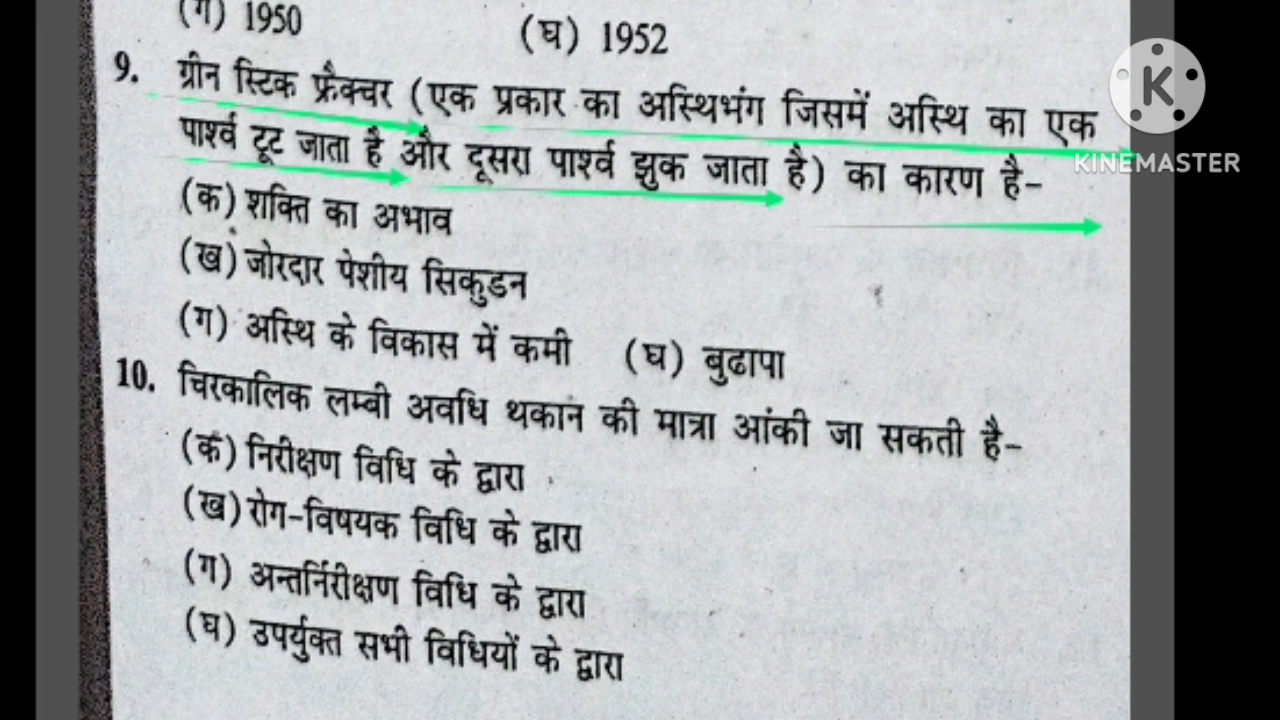 (ग) 1950 (घ) 1952
9. ग्रीन स्टिक फ्रैक्चर (एक प्रकार का अस्थिभंग जिसमें अस्थि का एक
पार्श्व टूट जाता है और दूसरा पार्श्व झुक जाता है) का कारण है-
(क) शक्ति का अभाव
(ख) जोरदार पेशीय सिकुडन
(ग) अस्थि के विकास में कमी (घ) बुढापा
10. चिरकालिक लम्बी अवधि थकान की मात्रा आंकी जा सकती है-
(क) निरीक्षण विधि के द्वारा
(ख) रोग-विषयक विधि के द्वारा
(ग) अन्तर्निरीक्षण विधि के द्वारा
(घ) उपर्युक्त सभी विधियों के द्वारा
K
KINEMASTER